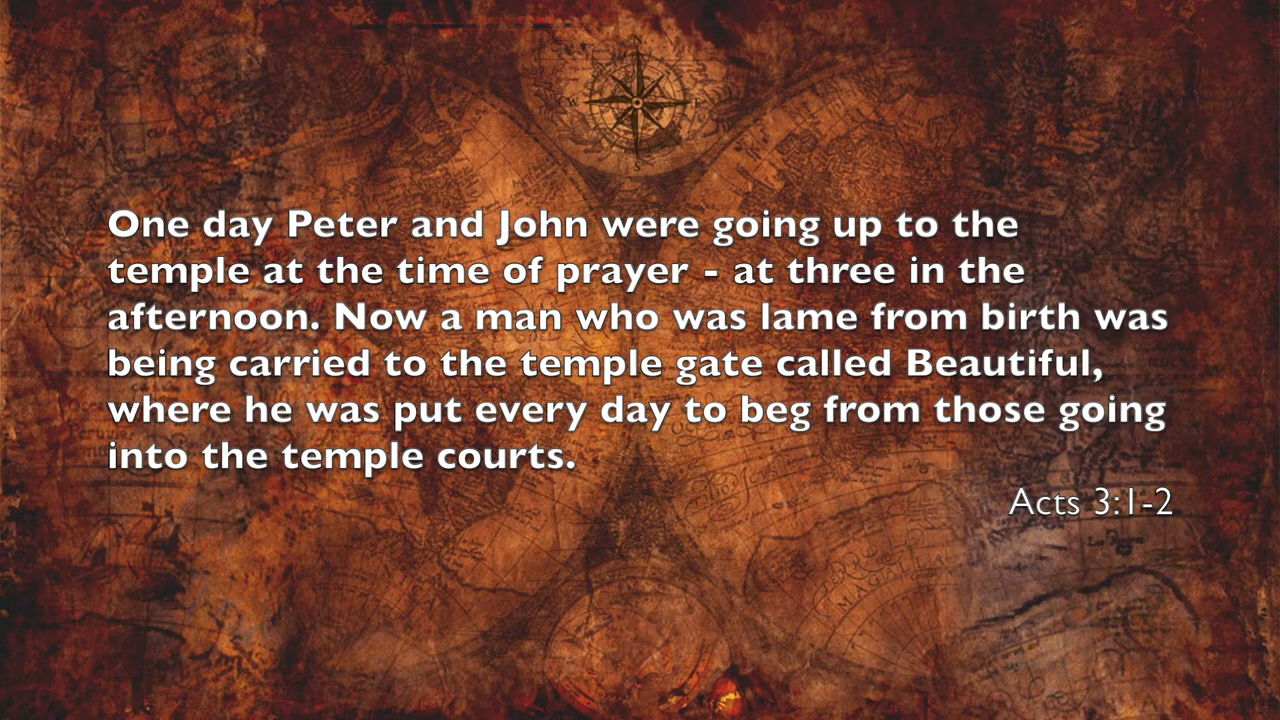 One day Peter and John were going up to the
temple at the time of prayer - at three in the
afternoon. Now a man who was lame from birth was
being carried to the temple gate called Beautiful,
where he was put every day to beg from those going
into the temple courts.
Acts 3:1-2